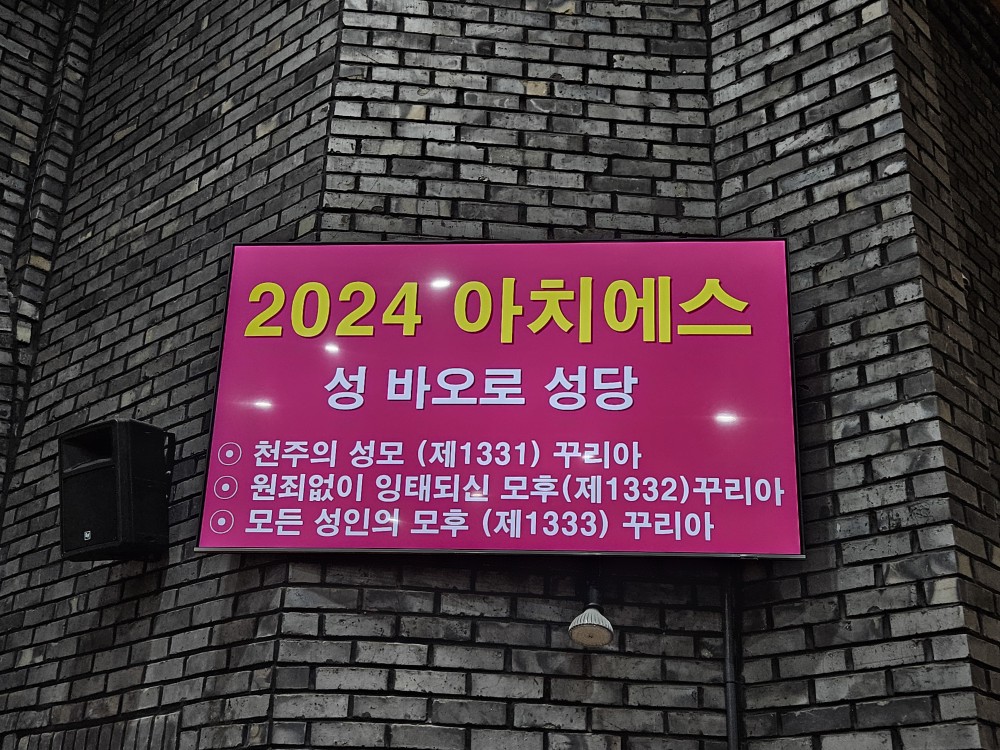 2024 아치에스
성 바오로 성당
⊙ 천주의 성모 (제1331) 꾸리아
⊙ 원죄없이 잉태되신 모후(제1332)꾸리아
⊙ 모든 성인의 모후 (제1333) 꾸리아